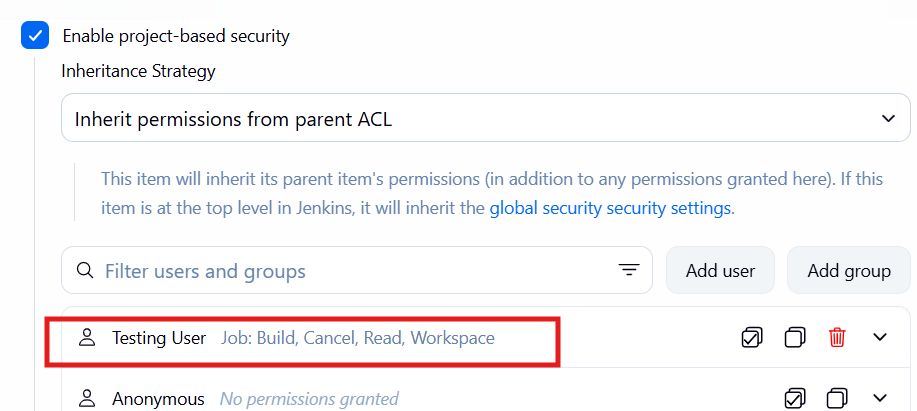 Enable project-based security
Inheritance Strategy
Inherit permissions from parent ACL
This item will inherit its parent item's permissions (in addition to any permissions granted here). If this
item is at the top level in Jenkins, it will inherit the global security security settings.
Filter users and groups Add user Add group
Testing User Job: Build, Cancel, Read, Workspace
Anonymous No permissions granted